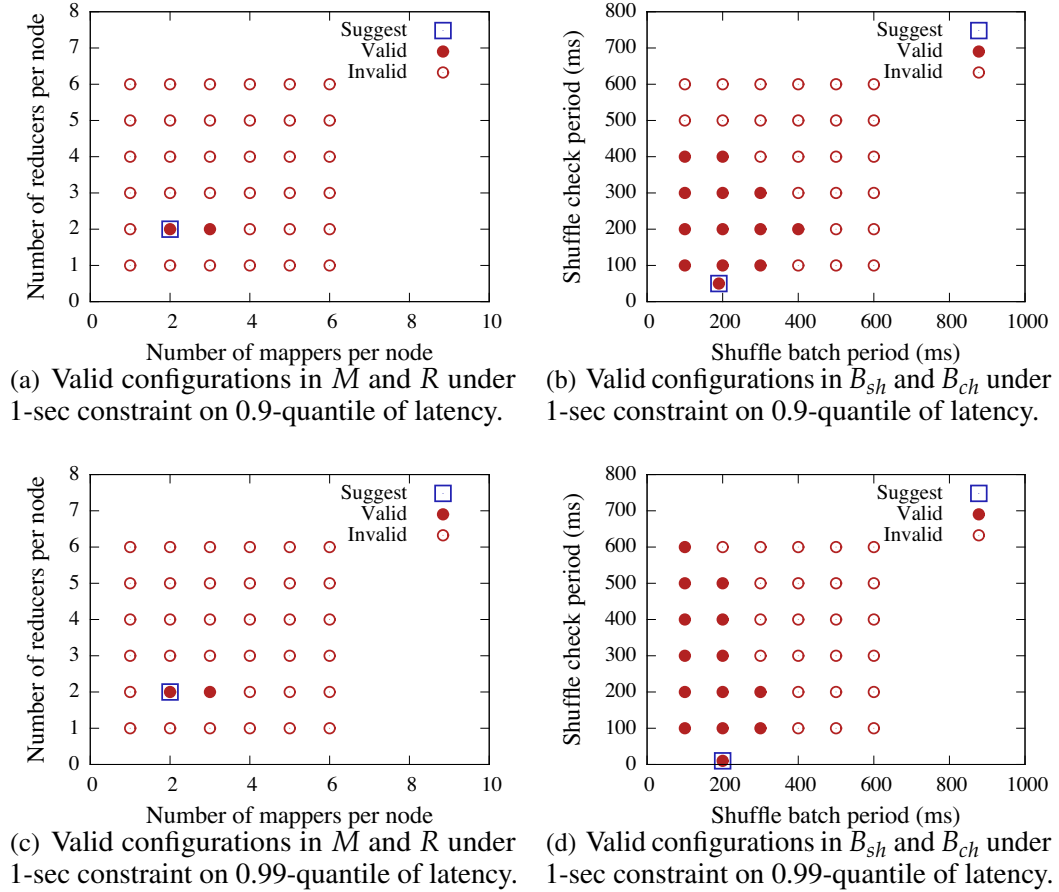 8
7
6
5
4
3
2
1
0
0 2 4 6 8 10
Number of reducers per node
Number of mappers per node
Suggest
Valid
Invalid
(a) Valid configurations in M and R under
1-sec constraint on 0.9-quantile of latency.
800
700
600
500
400
300
200
100
0
0 200 400 600 800 1000
Shuffle check period (ms)
Shuffle batch period (ms)
Suggest
Valid
Invalid
(b) Valid configurations in B_sh and B_ch under
1-sec constraint on 0.9-quantile of latency.
8
7
6
5
4
3
2
1
0
0 2 4 6 8 10
Number of reducers per node
Number of mappers per node
Suggest
Valid
Invalid
(c) Valid configurations in M and R under
1-sec constraint on 0.99-quantile of latency.
800
700
600
500
400
300
200
100
0
0 200 400 600 800 1000
Shuffle check period (ms)
Shuffle batch period (ms)
Suggest
Valid
Invalid
(d) Valid configurations in B_sh and B_ch under
1-sec constraint on 0.99-quantile of latency.